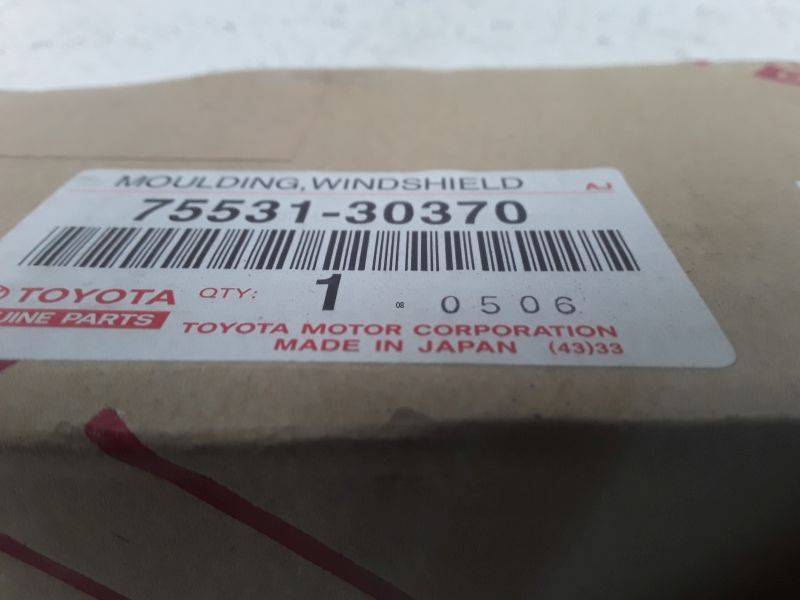 MOULDING, WINDSHIELD AJ
75531-30370
TOYOTA QTY: 1 08 0506
UINE PARTS
TOYOTA MOTOR CORPORATION
MADE IN JAPAN (43)33